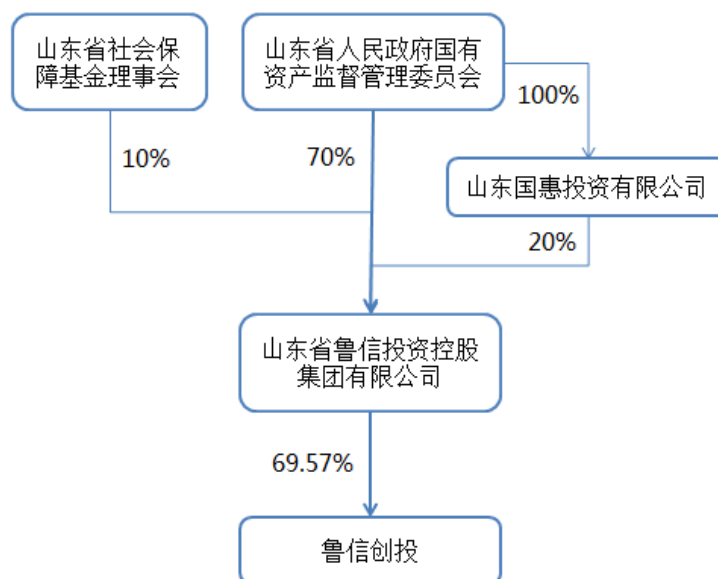 山东省社会保
障基金理事会
山东省人民政府国有
资产监督管理委员会
100%
10%
70%
山东国惠投资有限公司
20%
山东省鲁信投资控股
集团有限公司
69.57%
鲁信创投